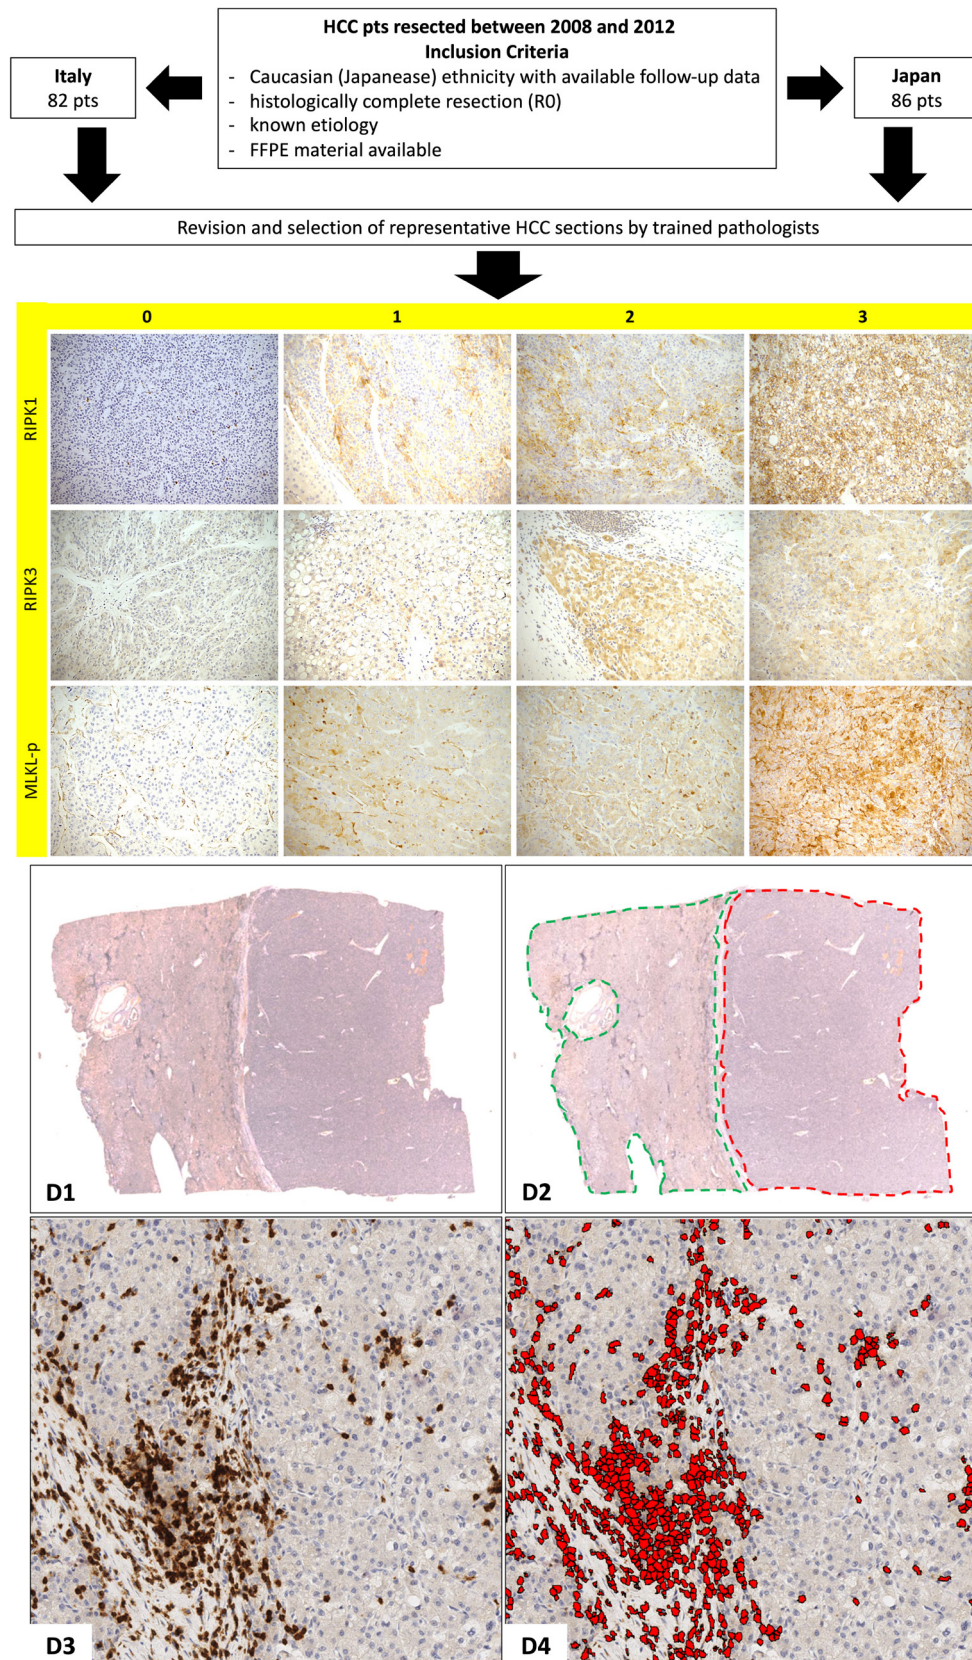 HCC pts resected between 2008 and 2012
Inclusion Criteria
- Caucasian (Japanease) ethnicity with available follow-up data
- histologically complete resection (R0)
- known etiology
- FFPE material available
Italy
82 pts
Japan
86 pts
Revision and selection of representative HCC sections by trained pathologists
0 1 2 3
RIPK1
RIPK3
MLKL-p
D1
D2
D3
D4